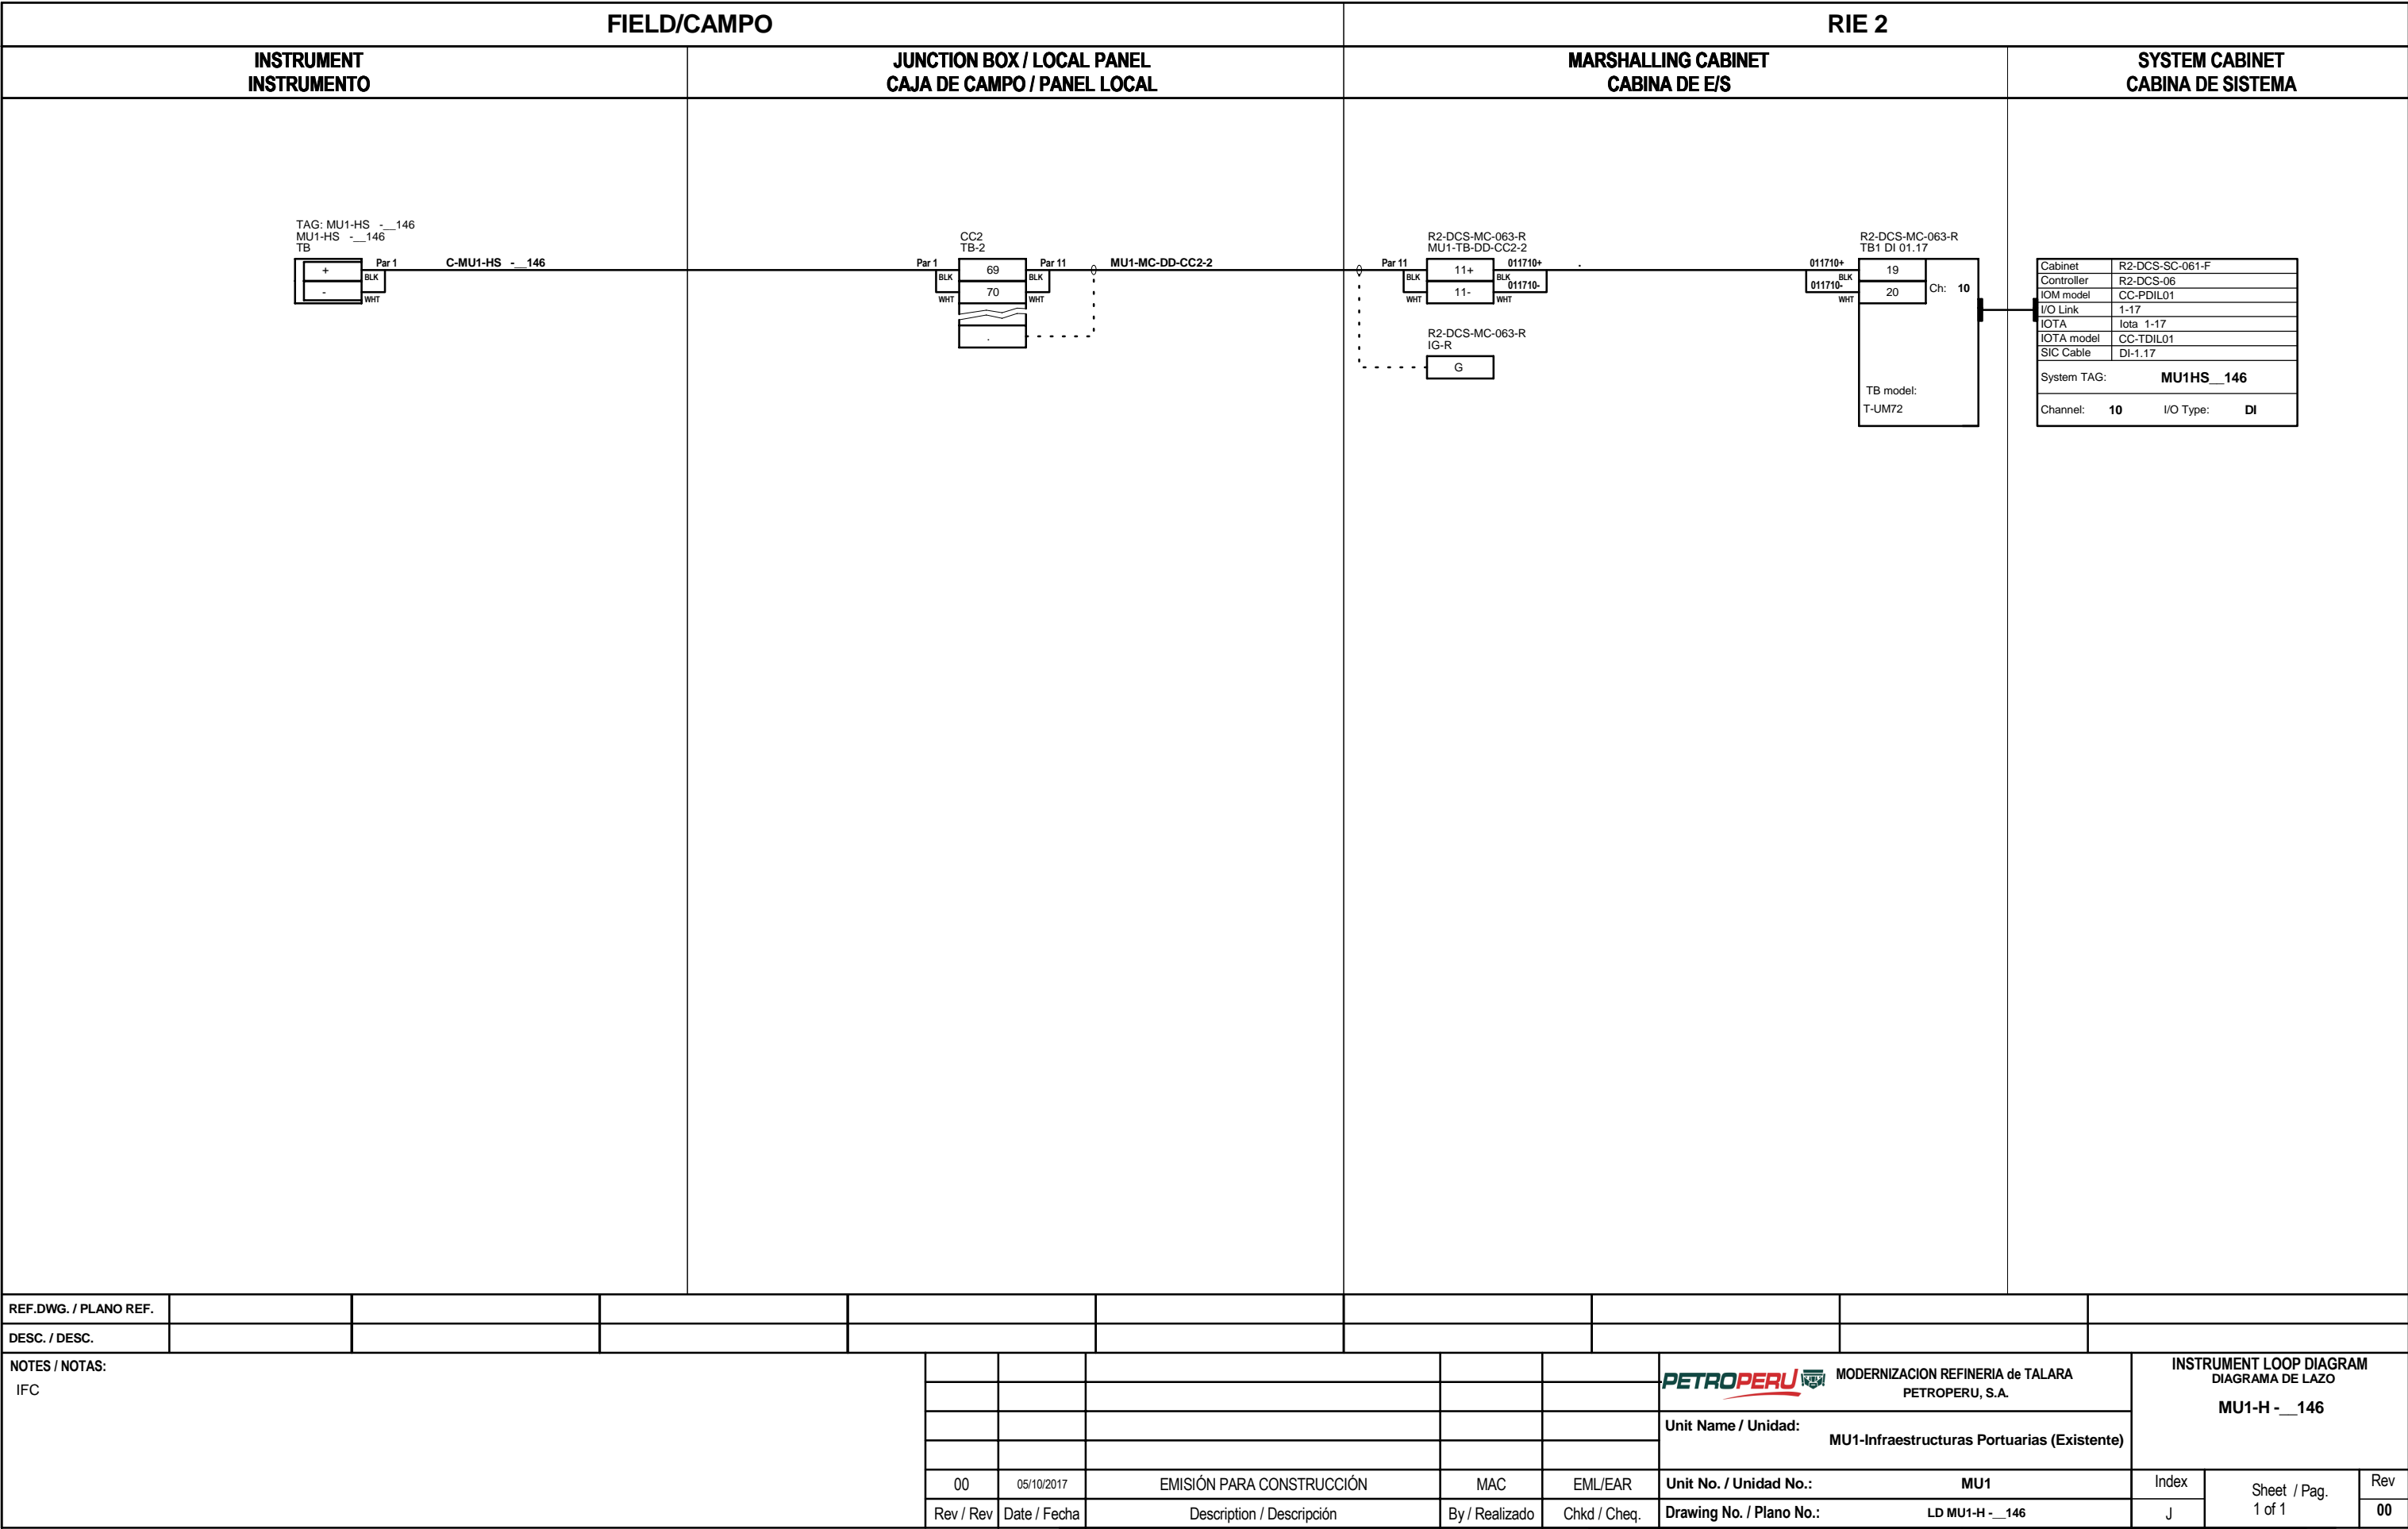 FIELD/CAMPO
RIE 2
INSTRUMENT
INSTRUMENTO
JUNCTION BOX / LOCAL PANEL
CAJA DE CAMPO / PANEL LOCAL
MARSHALLING CABINET
CABINA DE E/S
SYSTEM CABINET
CABINA DE SISTEMA
TAG: MU1-HS -__146
MU1-HS -__146
TB
+
-
Par 1
BLK
WHT
C-MU1-HS -__146
CC2
TB-2
Par 1
BLK
WHT
69
70
.
Par 11
BLK
WHT
MU1-MC-DD-CC2-2
R2-DCS-MC-063-R
MU1-TB-DD-CC2-2
Par 11
BLK
WHT
11+
11-
011710+
BLK
011710-
WHT
.
R2-DCS-MC-063-R
IG-R
G
R2-DCS-MC-063-R
TB1 DI 01.17
011710+
BLK
011710-
WHT
19
20
Ch: 10
TB model:
T-UM72
Cabinet R2-DCS-SC-061-F
Controller R2-DCS-06
IOM model CC-PDIL01
I/O Link 1-17
IOTA Iota 1-17
IOTA model CC-TDIL01
SIC Cable DI-1.17
System TAG: MU1HS__146
Channel: 10 I/O Type: DI
REF.DWG. / PLANO REF.
DESC. / DESC.
NOTES / NOTAS:
IFC
00 05/10/2017 EMISIÓN PARA CONSTRUCCIÓN MAC EML/EAR
Rev / Rev Date / Fecha Description / Descripción By / Realizado Chkd / Cheq.
PETROPERU
MODERNIZACION REFINERIA de TALARA
PETROPERU, S.A.
Unit Name / Unidad:
MU1-Infraestructuras Portuarias (Existente)
Unit No. / Unidad No.: MU1
Drawing No. / Plano No.: LD MU1-H -__146
INSTRUMENT LOOP DIAGRAM
DIAGRAMA DE LAZO
MU1-H -__146
Index
J
Sheet / Pag.
1 of 1
Rev
00